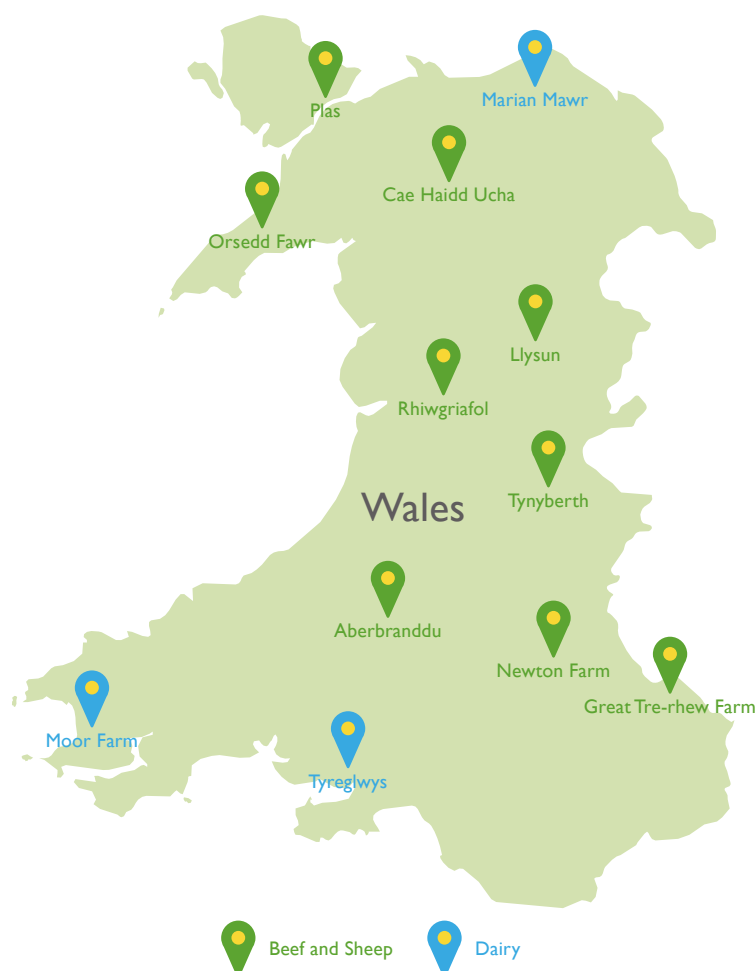 Marian Mawr
Plas
Cae Haidd Ucha
Orsedd Fawr
Llysun
Rhiwgriafol
Tynyberth
Wales
Aberbranddu
Newton Farm
Great Tre-rhew Farm
Moor Farm
Tyreglwys
Beef and Sheep
Dairy